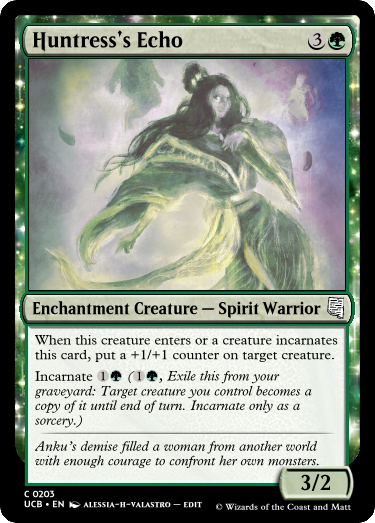 Huntress's Echo 3
Enchantment Creature — Spirit Warrior
When this creature enters or a creature incarnates
this card, put a +1/+1 counter on target creature.
Incarnate 1 (1, Exile this from your
graveyard: Target creature you control becomes a
copy of it until end of turn. Incarnate only as a
sorcery.)
Anku's demise filled a woman from another world
with enough courage to confront her own monsters.
3/2
C 0203
UCB • EN ALESSIA-H-VALASTRO — EDIT
© Wizards of the Coast and Matt